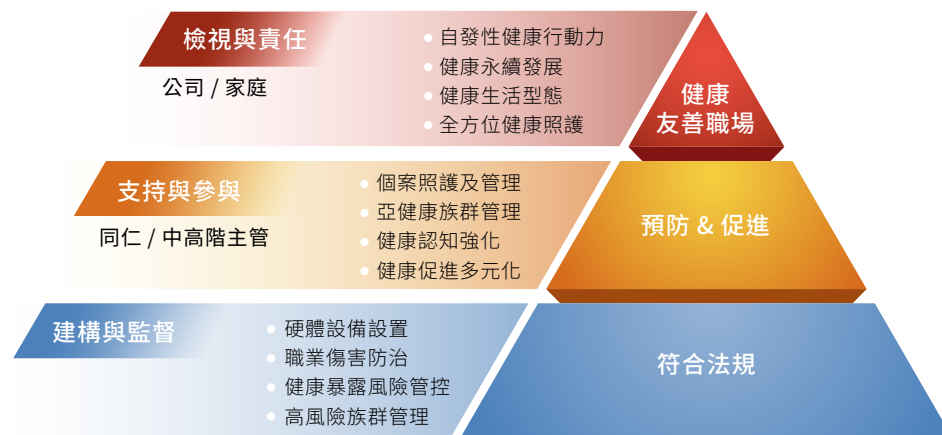 檢視與責任
公司 / 家庭
自發性健康行動力
健康永續發展
健康生活型態
全方位健康照護
健康
友善職場
支持與參與
同仁 / 中高階主管
個案照護及管理
亞健康族群管理
健康認知強化
健康促進多元化
預防 & 促進
建構與監督
硬體設備設置
職業傷害防治
健康暴露風險管控
高風險族群管理
符合法規